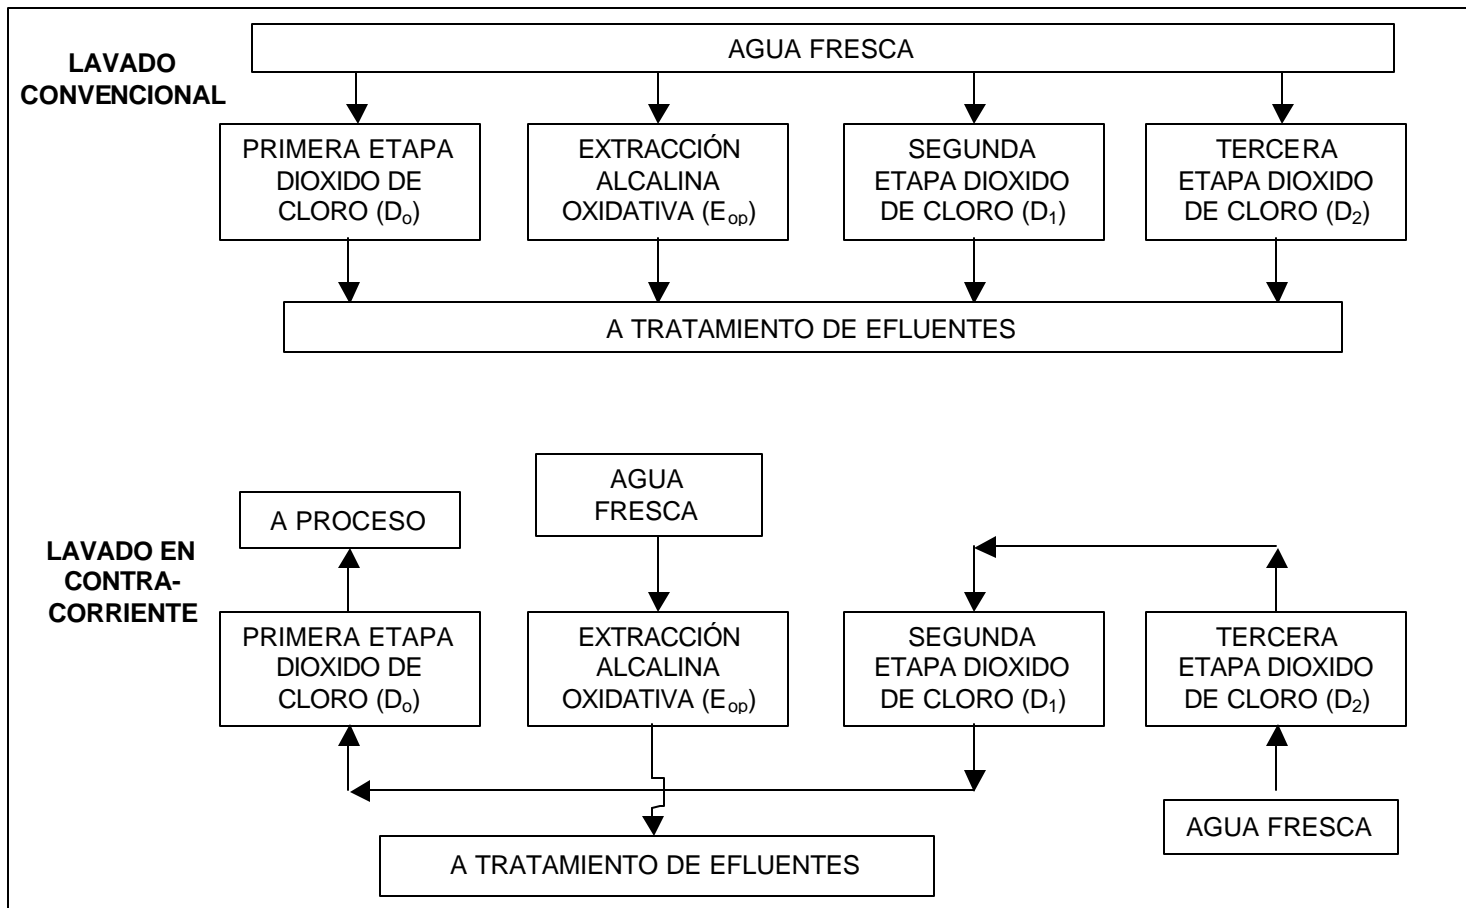 LAVADO
CONVENCIONAL
AGUA FRESCA
PRIMERA ETAPA
DIOXIDO DE
CLORO (Do)
EXTRACCIÓN
ALCALINA
OXIDATIVA (Eop)
SEGUNDA
ETAPA DIOXIDO
DE CLORO (D1)
TERCERA
ETAPA DIOXIDO
DE CLORO (D2)
A TRATAMIENTO DE EFLUENTES
LAVADO EN
CONTRA-
CORRIENTE
A PROCESO
AGUA
FRESCA
PRIMERA ETAPA
DIOXIDO DE
CLORO (Do)
EXTRACCIÓN
ALCALINA
OXIDATIVA (Eop)
SEGUNDA
ETAPA DIOXIDO
DE CLORO (D1)
TERCERA
ETAPA DIOXIDO
DE CLORO (D2)
AGUA FRESCA
A TRATAMIENTO DE EFLUENTES